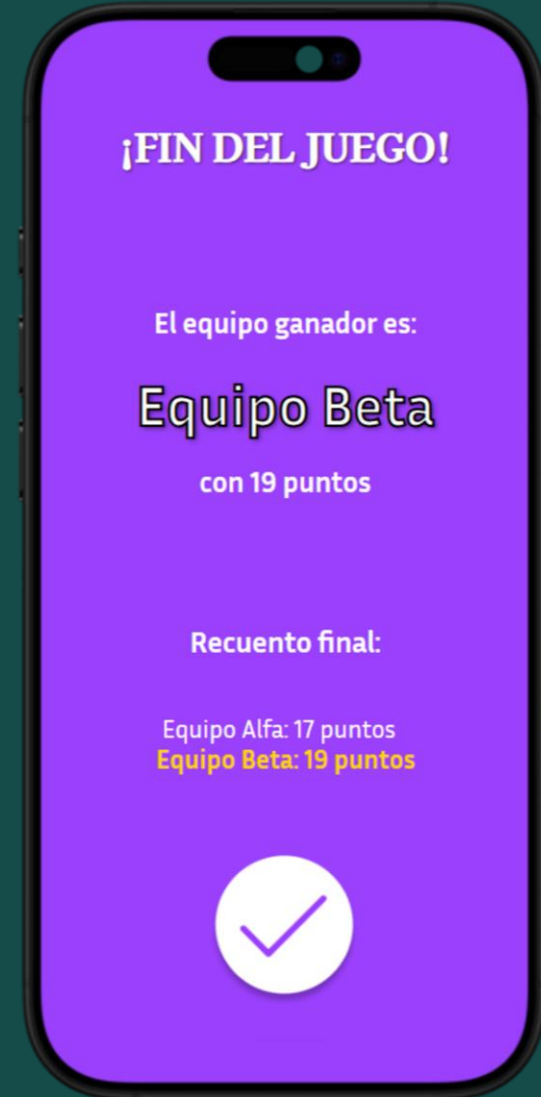 ¡FIN DEL JUEGO!
El equipo ganador es:
Equipo Beta
con 19 puntos
Recuento final:
Equipo Alfa: 17 puntos
Equipo Beta: 19 puntos